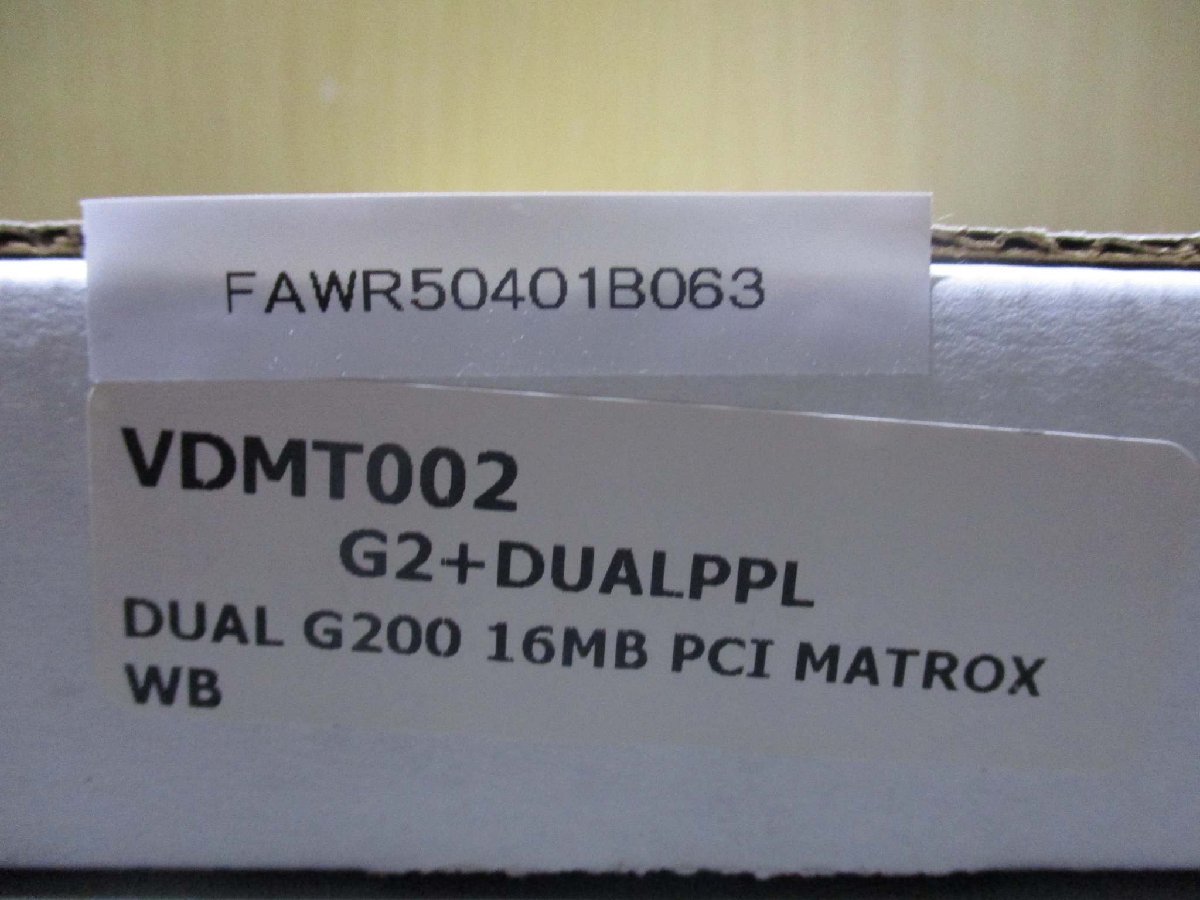 FAWR50401B063
VDMT002
G2+DUALPPL
DUAL G200 16MB PCI MATROX
WB